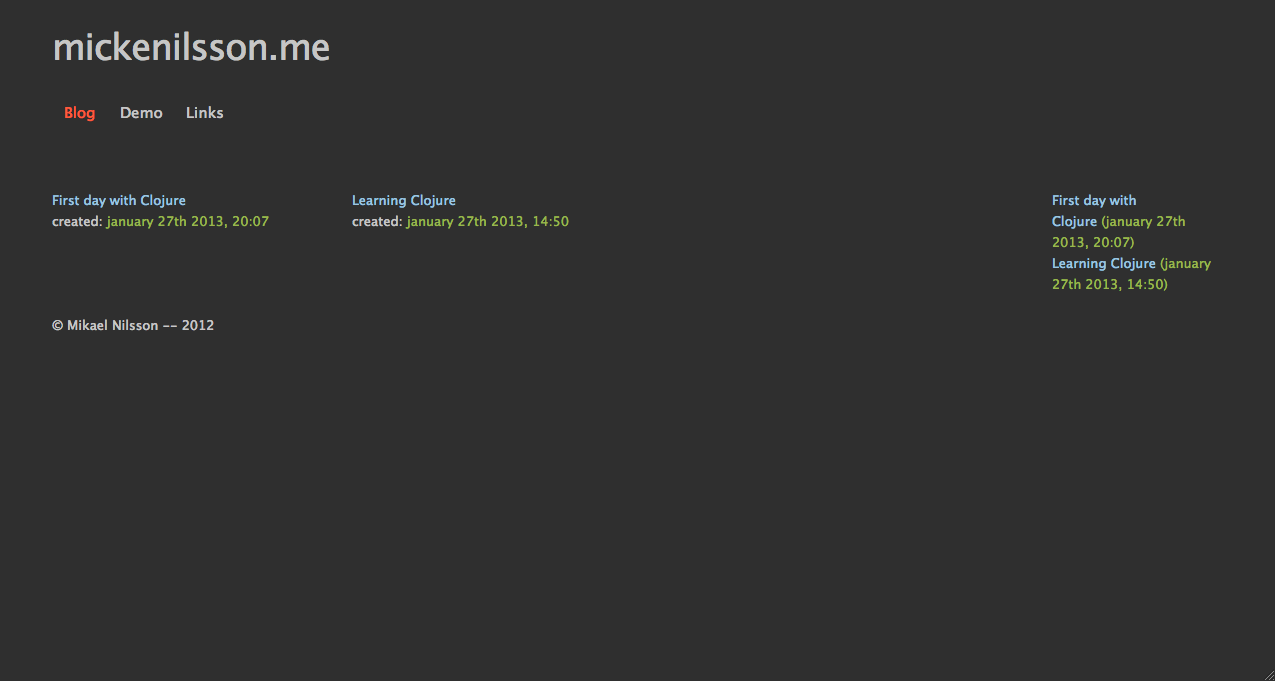 mickenilsson.me
Blog Demo Links
First day with Clojure
created: january 27th 2013, 20:07
Learning Clojure
created: january 27th 2013, 14:50
First day with
Clojure (january 27th
2013, 20:07)
Learning Clojure (january
27th 2013, 14:50)
© Mikael Nilsson -- 2012